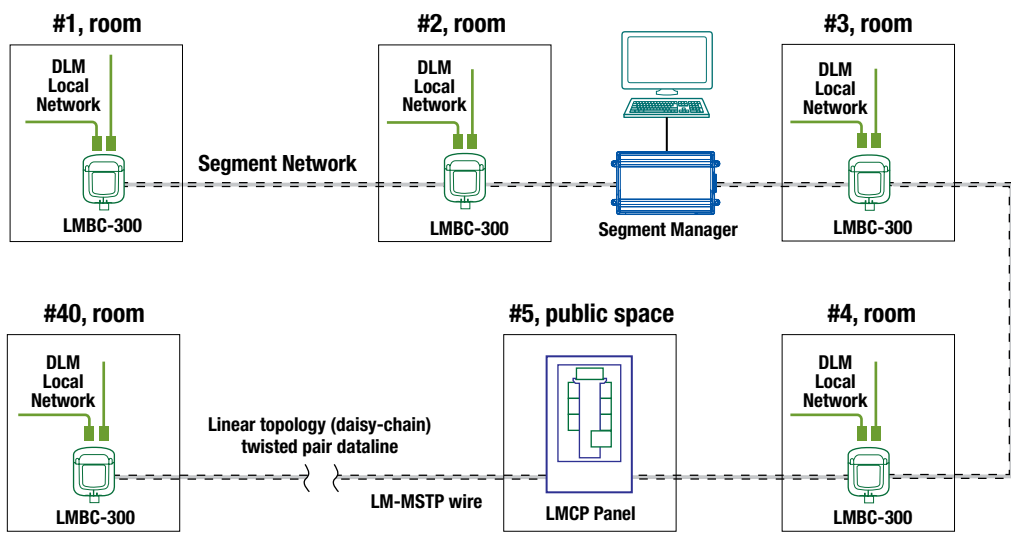 #1, room
#2, room
#3, room
DLM
Local
Network
DLM
Local
Network
DLM
Local
Network
Segment Network
LMBC-300
LMBC-300
Segment Manager
LMBC-300
#40, room
#5, public space
#4, room
DLM
Local
Network
DLM
Local
Network
Linear topology (daisy-chain)
twisted pair dataline
LM-MSTP wire
LMBC-300
LMCP Panel
LMBC-300